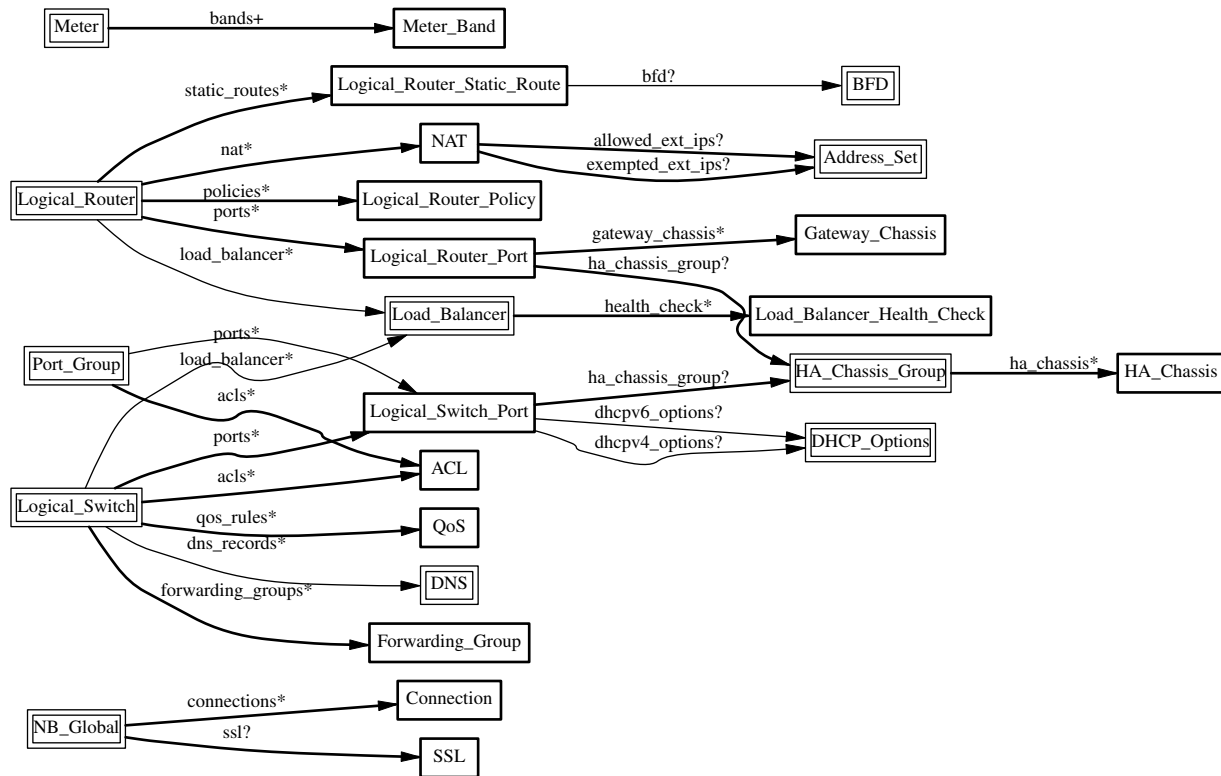 Meter
bands+
Meter_Band
static_routes*
Logical_Router_Static_Route
bfd?
BFD
nat*
NAT
allowed_ext_ips?
exempted_ext_ips?
Address_Set
Logical_Router
policies*
Logical_Router_Policy
ports*
Logical_Router_Port
gateway_chassis*
Gateway_Chassis
ha_chassis_group?
load_balancer*
Load_Balancer
health_check*
Load_Balancer_Health_Check
Port_Group
ports*
load_balancer*
acls*
Logical_Switch_Port
ha_chassis_group?
HA_Chassis_Group
ha_chassis*
HA_Chassis
dhcpv6_options?
dhcpv4_options?
DHCP_Options
ports*
ACL
acls*
Logical_Switch
qos_rules*
QoS
dns_records*
DNS
forwarding_groups*
Forwarding_Group
connections*
Connection
NB_Global
ssl?
SSL